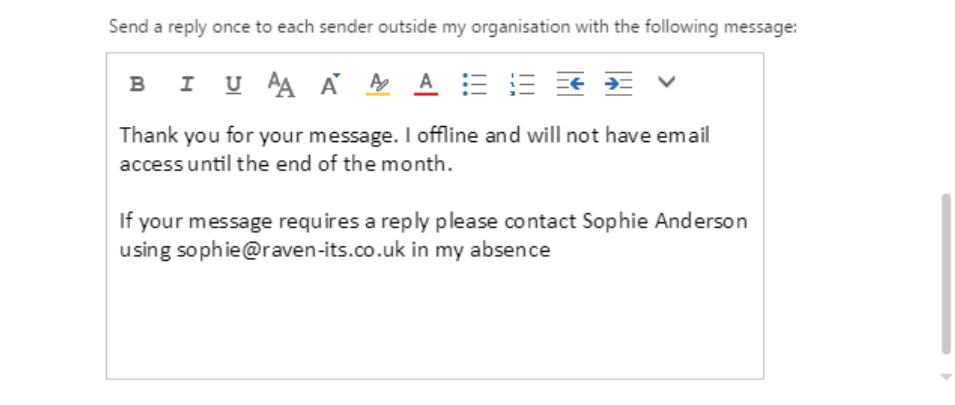 Send a reply once to each sender outside my organisation with the following message:
B I U AA A A A
Thank you for your message. I offline and will not have email
access until the end of the month.
If your message requires a reply please contact Sophie Anderson
using sophie@raven-its.co.uk in my absence